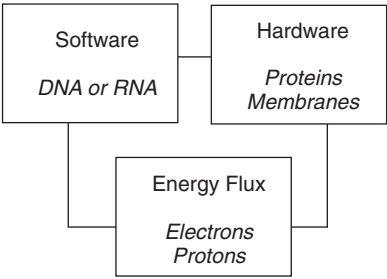 Software
DNA or RNA
Hardware
Proteins
Membranes
Energy Flux
Electrons
Protons